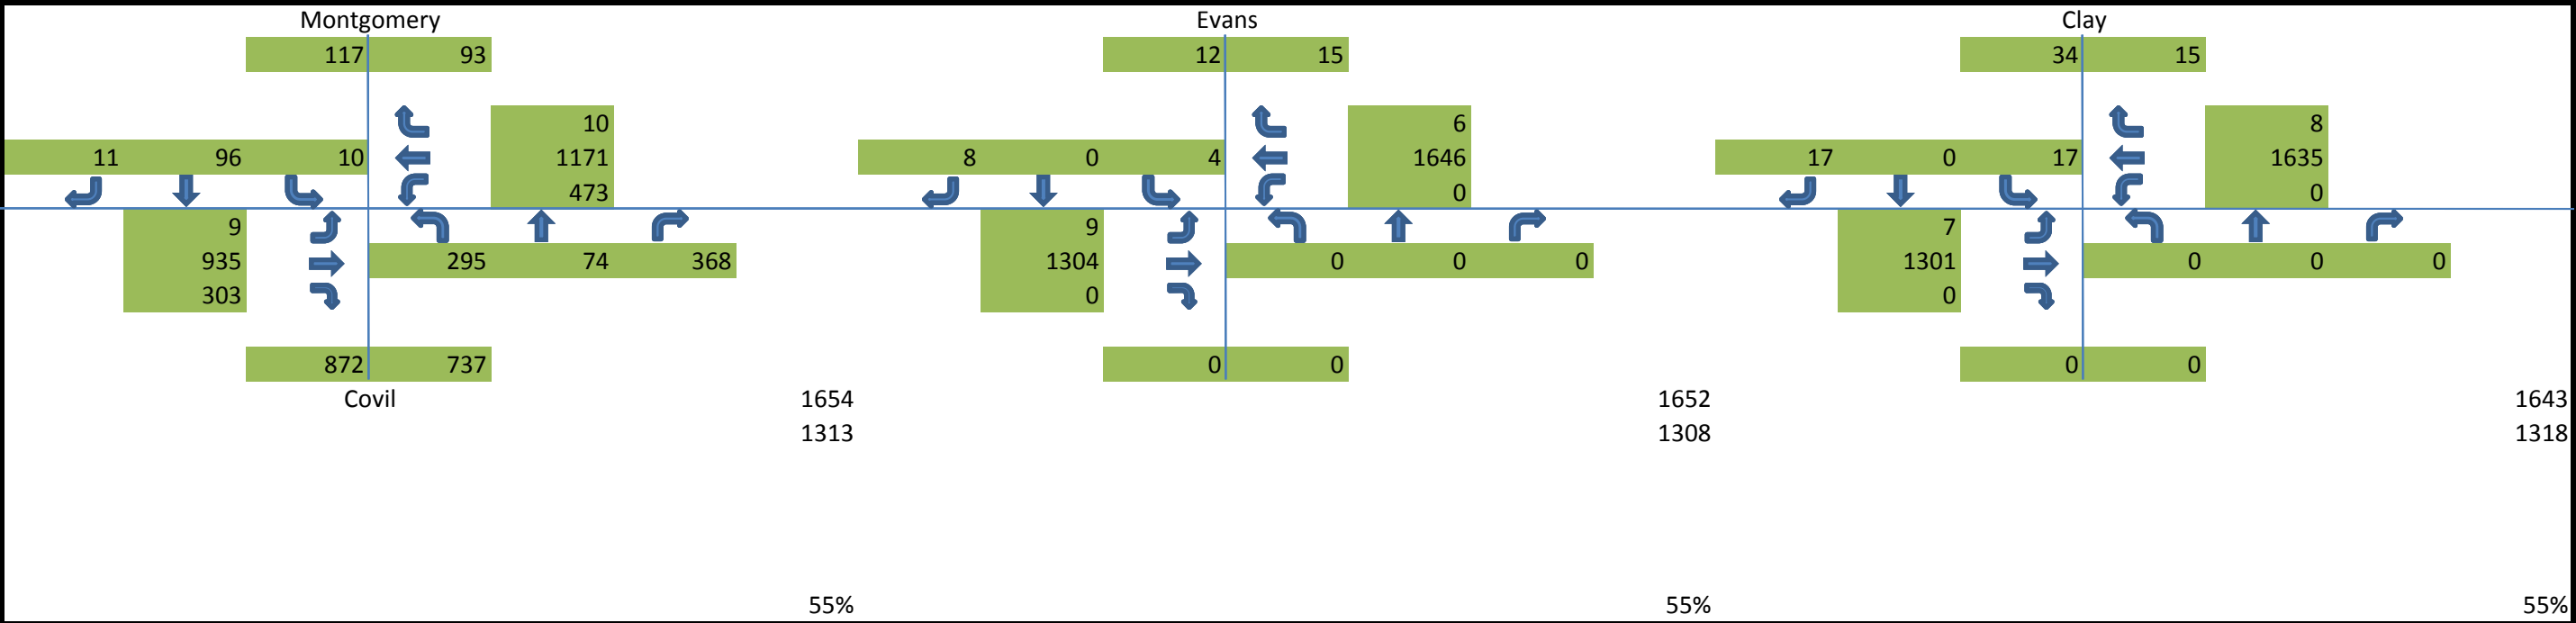 Montgomery Evans Clay
117 93 12 15 34 15
10 6 8
11 96 10 1171 8 0 4 1646 17 0 17 1635
473 0 0
9 9 7
935 295 74 368 1304 0 0 0 1301 0 0 0
303 0 0
872 737 0 0 0 0
Covil 1654 1652 1643
1313 1308 1318
55% 55% 55%